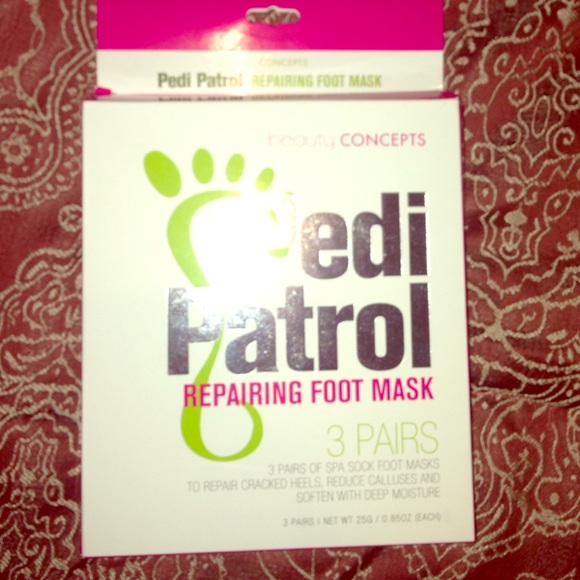 CONCEPTS
Pedi Patrol REPAIRING FOOT MASK
beauty CONCEPTS
Pedi
Patrol
REPAIRING FOOT MASK
3 PAIRS
3 PAIRS OF SPA SOCK FOOT MASKS
TO REPAIR CRACKED HEELS, REDUCE CALLUSES AND
SOFTEN WITH DEEP MOISTURE
3 PAIRS | NET WT 25G / 0.85OZ (EACH)